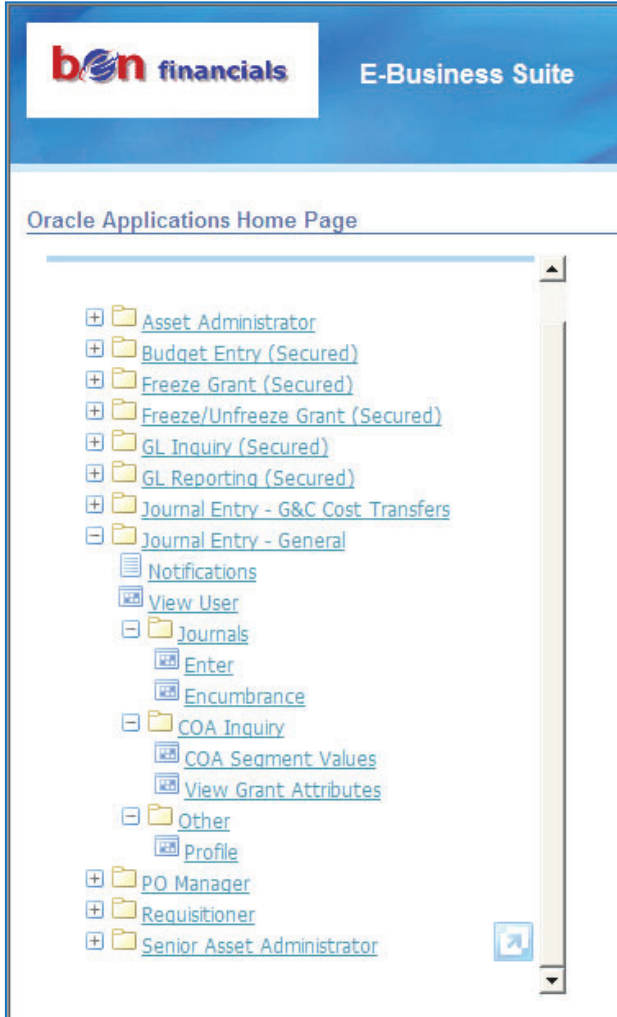 ben financials E-Business Suite
Oracle Applications Home Page
Asset Administrator
Budget Entry (Secured)
Freeze Grant (Secured)
Freeze/Unfreeze Grant (Secured)
GL Inquiry (Secured)
GL Reporting (Secured)
Journal Entry - G&C Cost Transfers
Journal Entry - General
Notifications
View User
Journals
Enter
Encumbrance
COA Inquiry
COA Segment Values
View Grant Attributes
Other
Profile
PO Manager
Requisitioner
Senior Asset Administrator